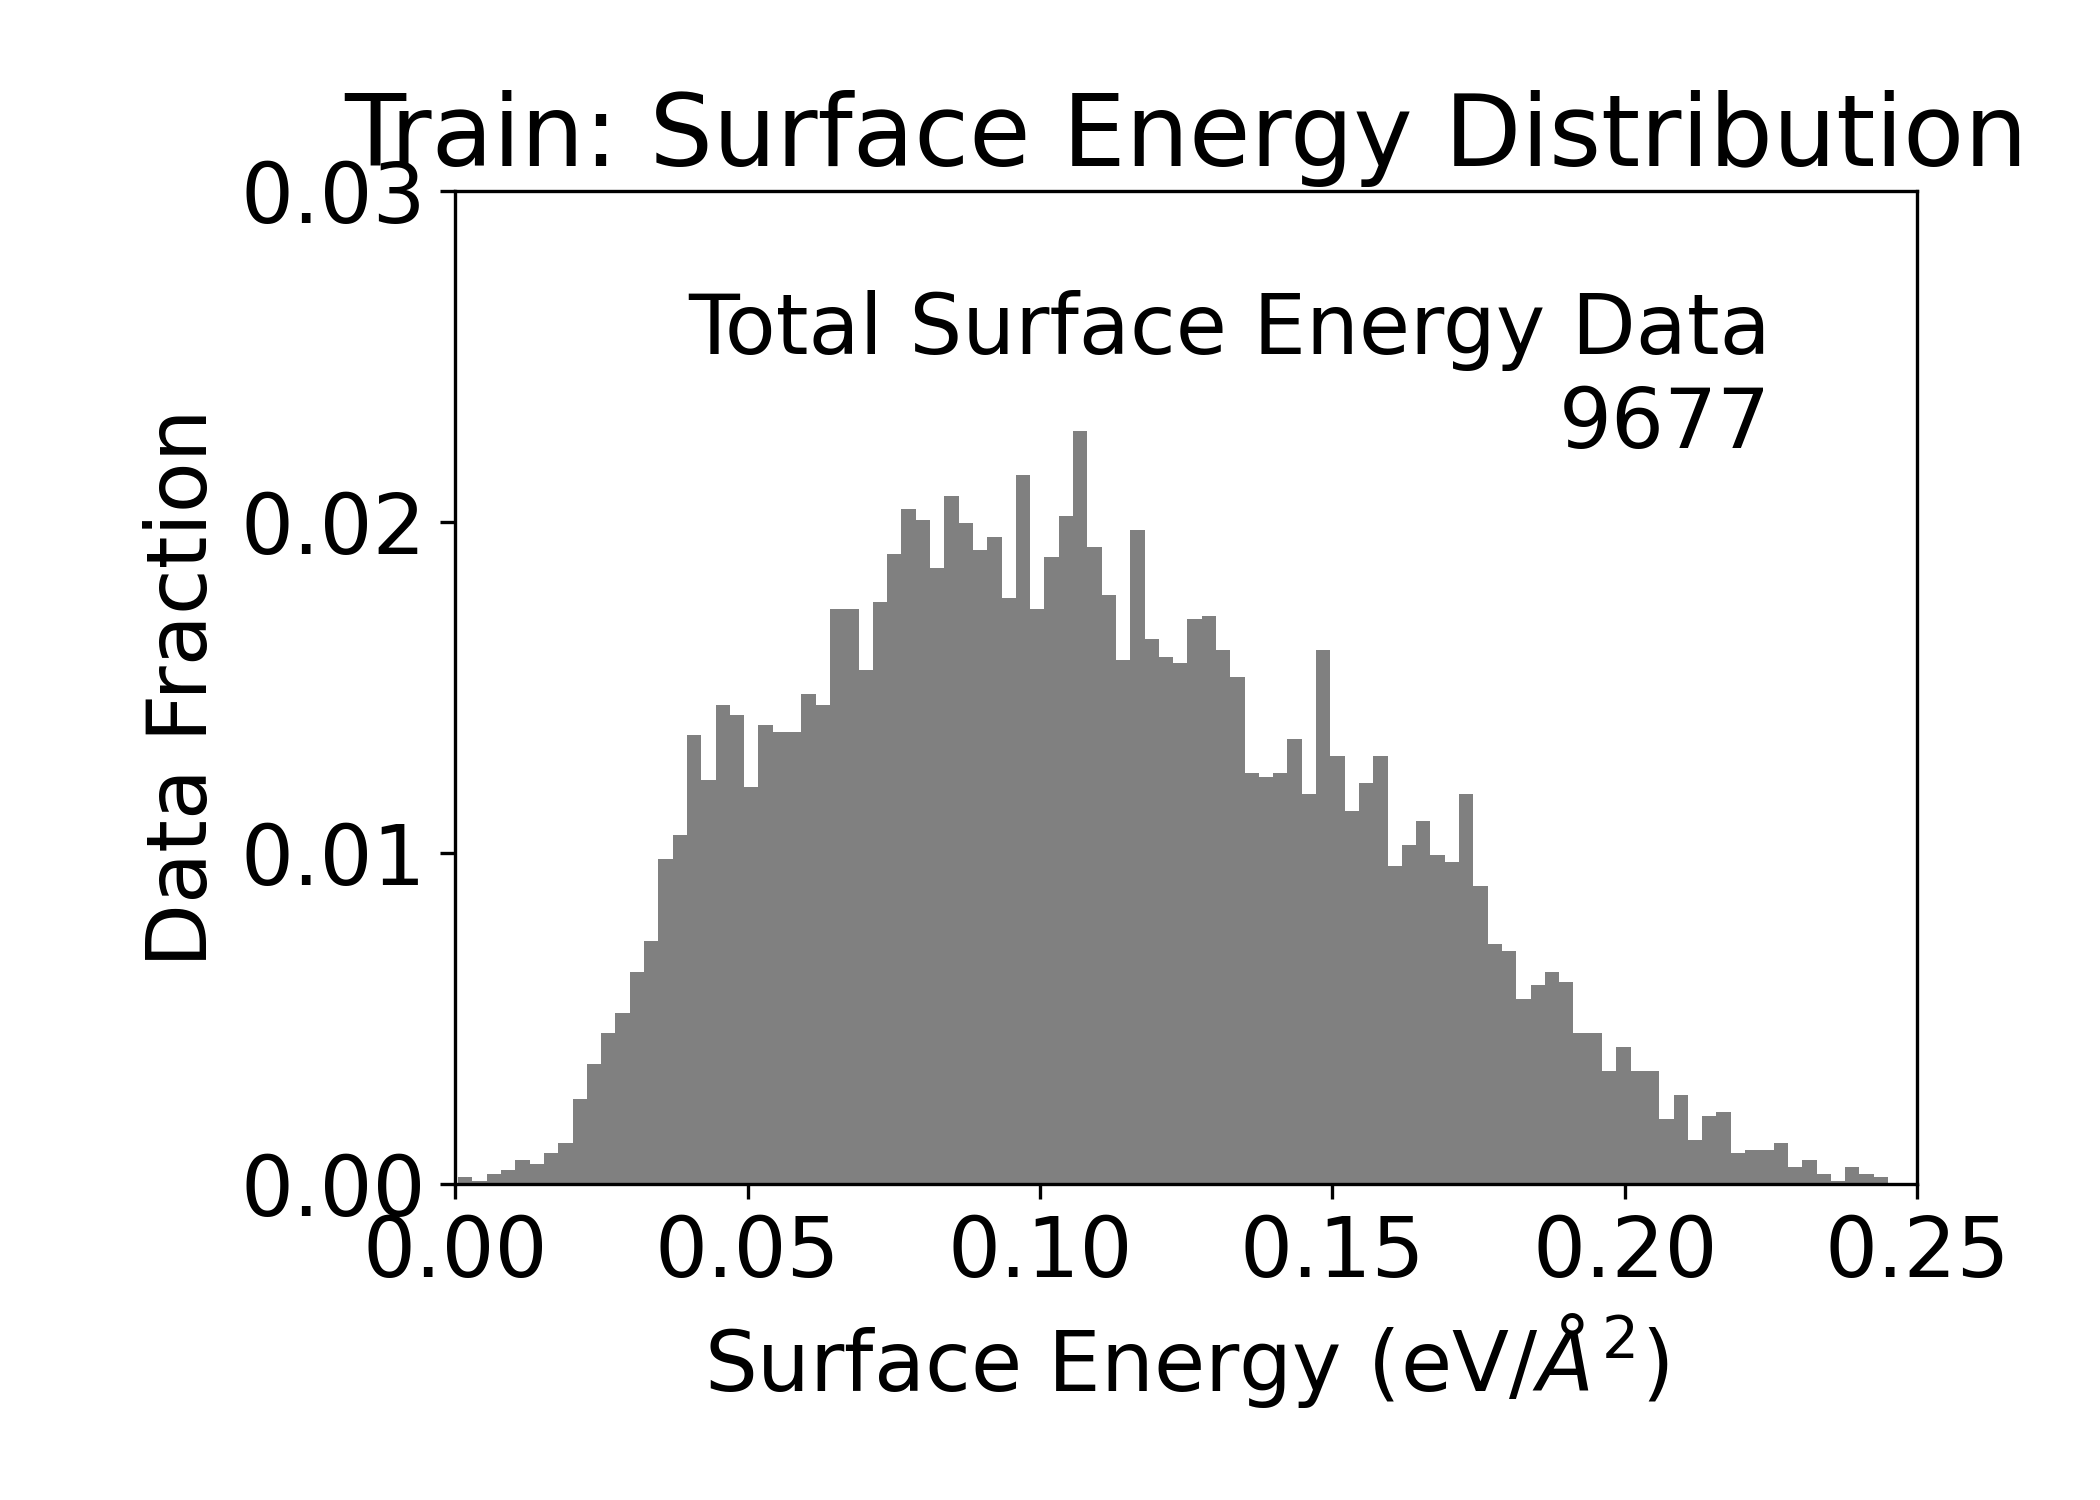 Train: Surface Energy Distribution
0.03
Total Surface Energy Data
9677
0.02
Data Fraction
0.01
0.00
0.00 0.05 0.10 0.15 0.20 0.25
Surface Energy (eV/Å²)